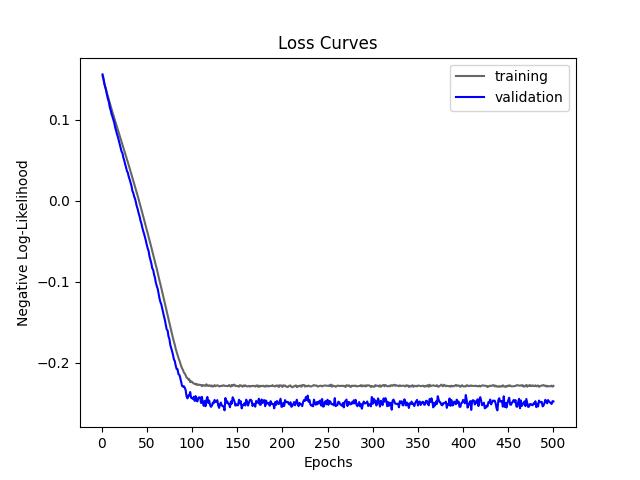 Loss Curves
training
validation
Negative Log-Likelihood
0.1
0.0
−0.1
−0.2
0 50 100 150 200 250 300 350 400 450 500
Epochs